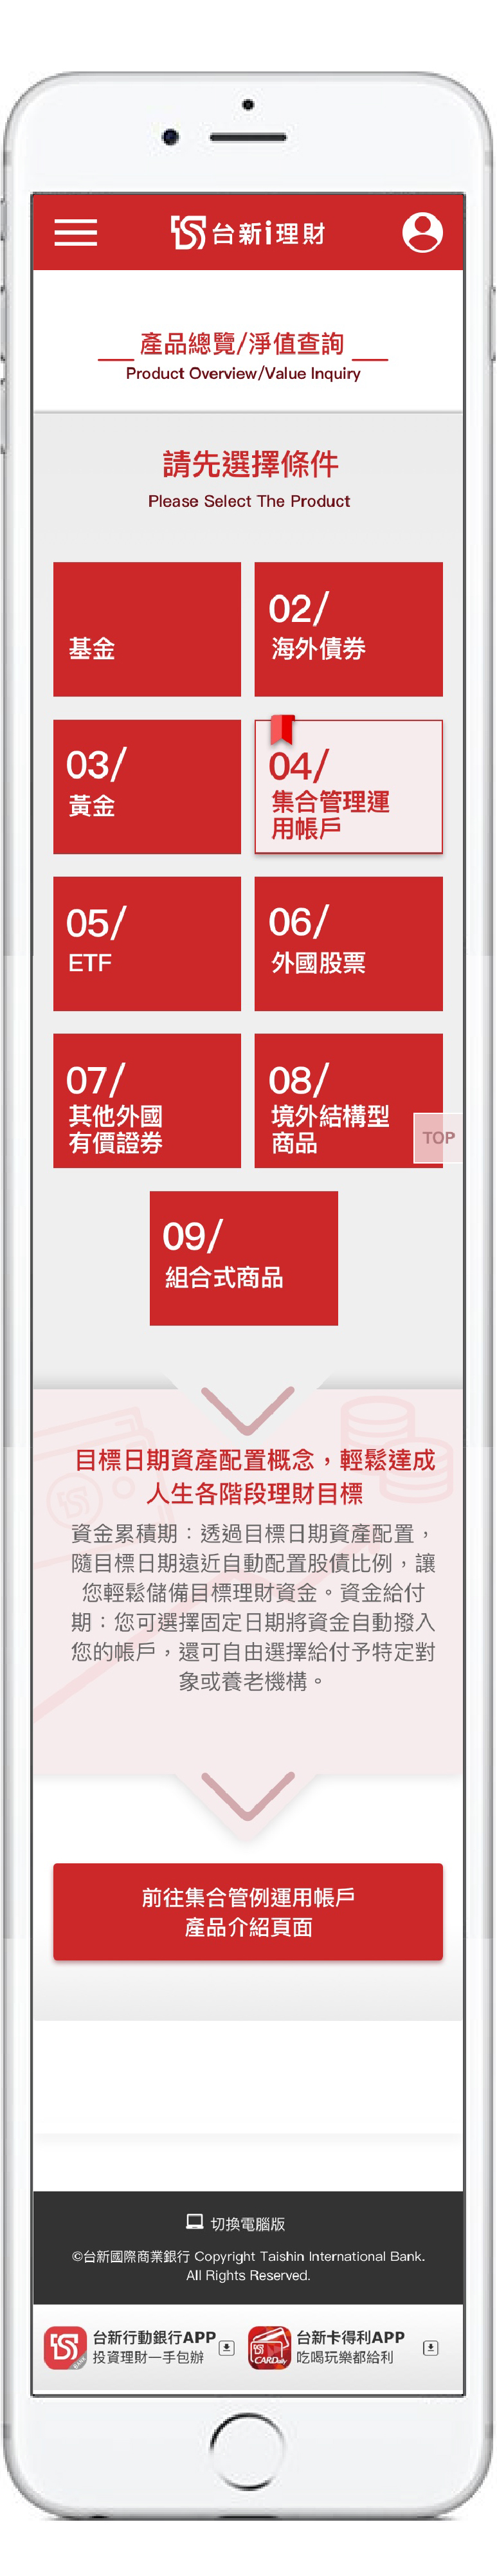 台新i理財
產品總覽/淨值查詢
Product Overview/Value Inquiry
請先選擇條件
Please Select The Product
基金
02/
海外債券
03/
黃金
04/
集合管理運
用帳戶
05/
ETF
06/
外國股票
07/
其他外國
有價證券
08/
境外結構型
商品
TOP
09/
組合式商品
目標日期資產配置概念，輕鬆達成
人生各階段理財目標
資金累積期：透過目標日期資產配置，
隨目標日期遠近自動配置股債比例，讓
您輕鬆儲備目標理財資金。資金給付
期：您可選擇固定日期將資金自動撥入
您的帳戶，還可自由選擇給付予特定對
象或養老機構。
前往集合管例運用帳戶
產品介紹頁面
切換電腦版
©台新國際商業銀行 Copyright Taishin International Bank.
All Rights Reserved.
台新行動銀行APP
投資理財一手包辦
BANK
台新卡得利APP
吃喝玩樂都給利
CARDaily